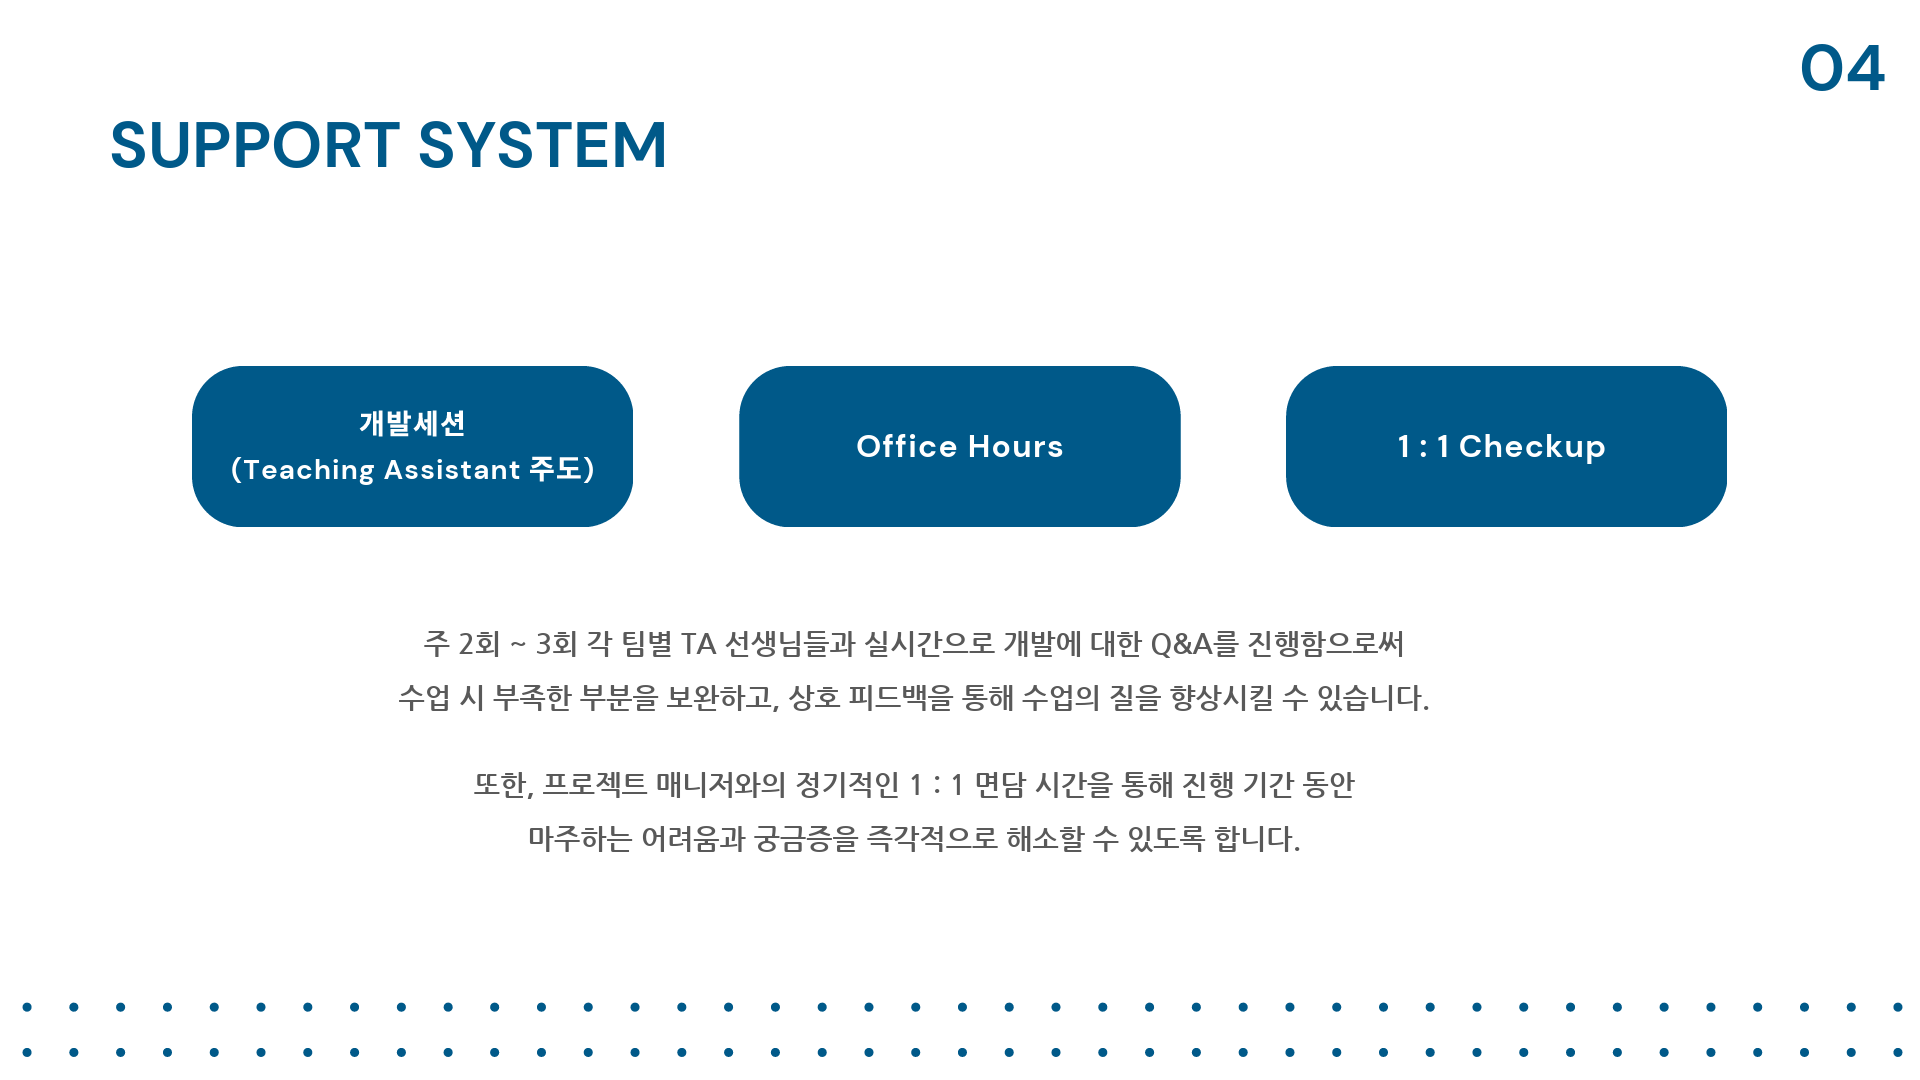 04
SUPPORT SYSTEM
개발세션
(Teaching Assistant 주도)
Office Hours
1 : 1 Checkup
주 2회 ~ 3회 각 팀별 TA 선생님들과 실시간으로 개발에 대한 Q&A를 진행함으로써
수업 시 부족한 부분을 보완하고, 상호 피드백을 통해 수업의 질을 향상시킬 수 있습니다.
또한, 프로젝트 매니저와의 정기적인 1 : 1 면담 시간을 통해 진행 기간 동안
마주하는 어려움과 궁금증을 즉각적으로 해소할 수 있도록 합니다.